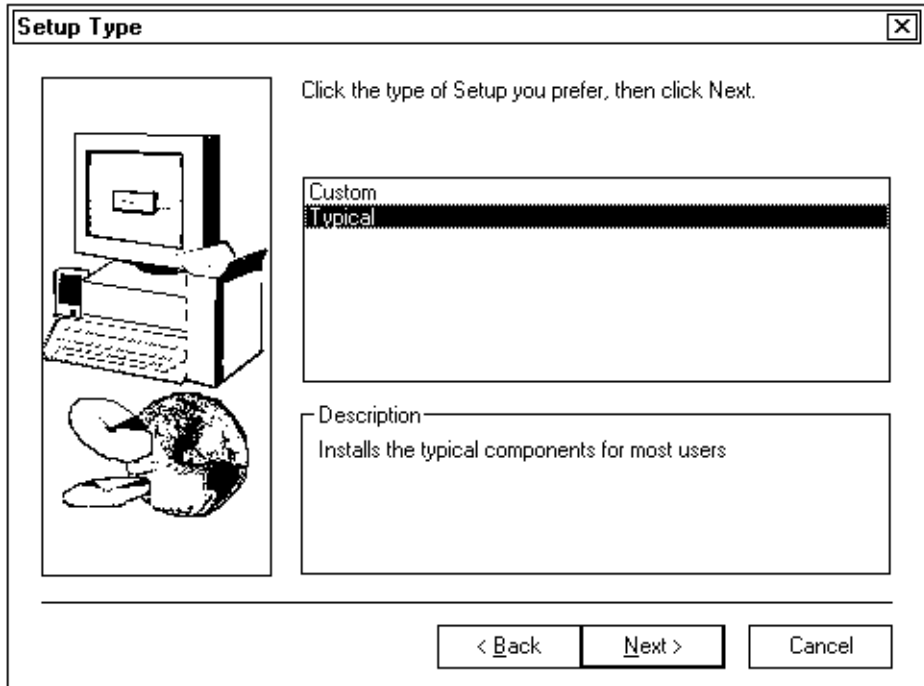 Setup Type
Click the type of Setup you prefer, then click Next.
Custom
Typical
Description
Installs the typical components for most users
< Back
Next >
Cancel